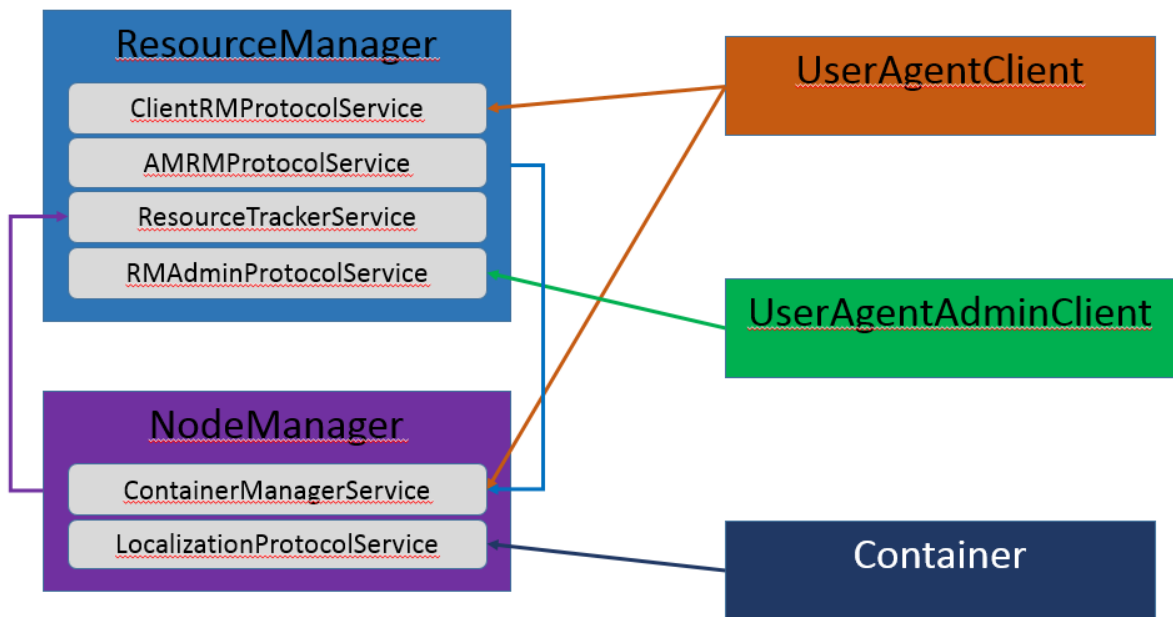 ResourceManager
ClientRMProtocolService
AMRMProtocolService
ResourceTrackerService
RMAdminProtocolService
NodeManager
ContainerManagerService
LocalizationProtocolService
UserAgentClient
UserAgentAdminClient
Container